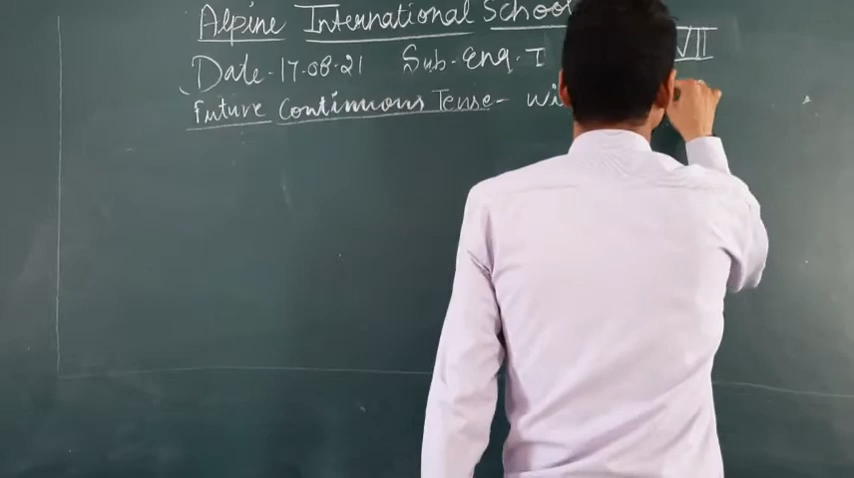 Alpine International School
Date-17-08-21 Sub-Eng-I VII
Future Continuous Tense-